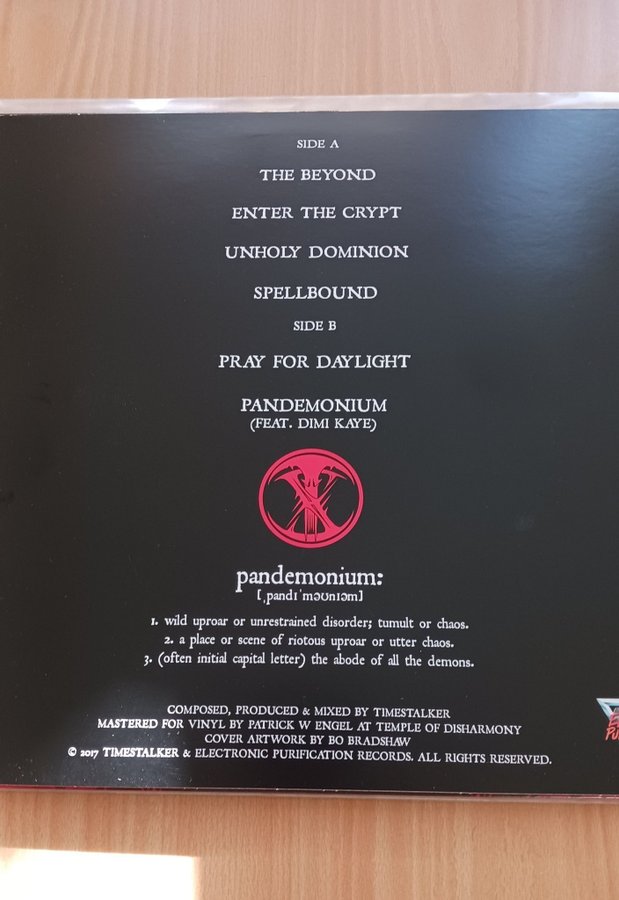 SIDE A
THE BEYOND
ENTER THE CRYPT
UNHOLY DOMINION
SPELLBOUND
SIDE B
PRAY FOR DAYLIGHT
PANDEMONIUM
(FEAT. DIMI KAYE)
pandemonium:
[ˌpandɪˈməʊnɪəm]
1. wild uproar or unrestrained disorder; tumult or chaos.
2. a place or scene of riotous uproar or utter chaos.
3. (often initial capital letter) the abode of all the demons.
COMPOSED, PRODUCED & MIXED BY TIMESTALKER
MASTERED FOR VINYL BY PATRICK W ENGEL AT TEMPLE OF DISHARMONY
COVER ARTWORK BY BO BRADSHAW
© 2017 TIMESTALKER & ELECTRONIC PURIFICATION RECORDS. ALL RIGHTS RESERVED.